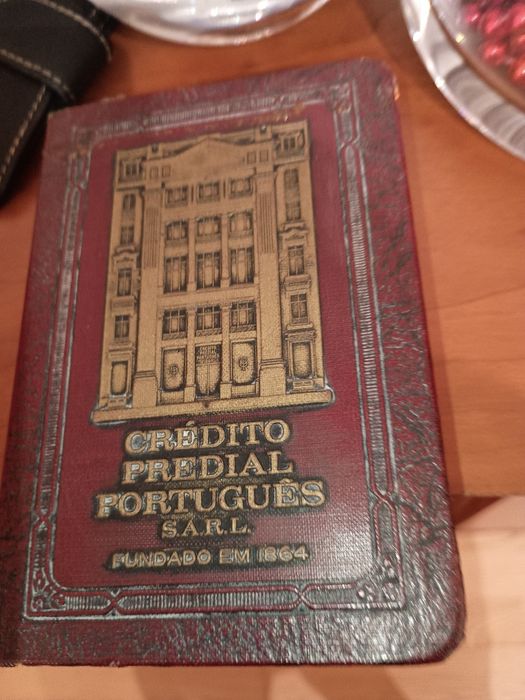 CRÉDITO
PREDIAL
PORTUGUÊS
S.A.R.L.
FUNDADO EM 1864